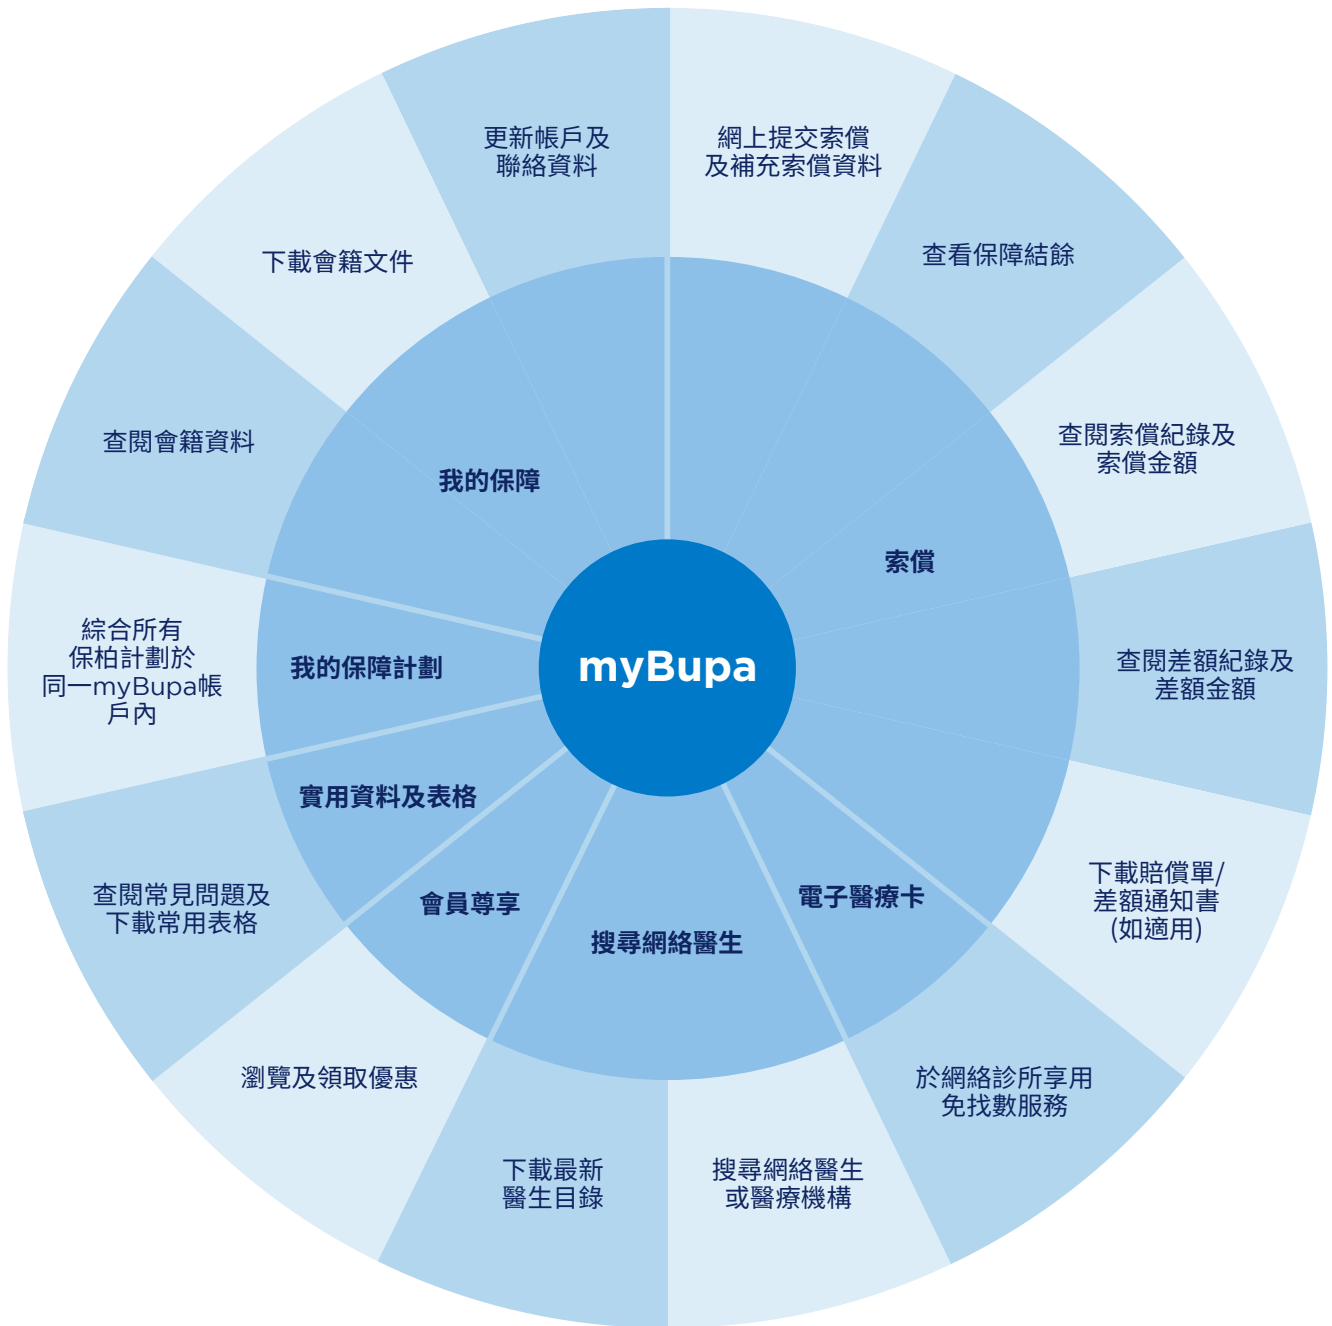 myBupa
索償
網上提交索償
及補充索償資料
查看保障結餘
查閱索償紀錄及
索償金額
查閱差額紀錄及
差額金額
下載賠償單/
差額通知書
(如適用)
電子醫療卡
於網絡診所享用
免找數服務
搜尋網絡醫生
搜尋網絡醫生
或醫療機構
下載最新
醫生目錄
會員尊享
瀏覽及領取優惠
實用資料及表格
查閱常見問題及
下載常用表格
我的保障計劃
綜合所有
保柏計劃於
同一myBupa帳
戶內
我的保障
查閱會籍資料
下載會籍文件
更新帳戶及
聯絡資料